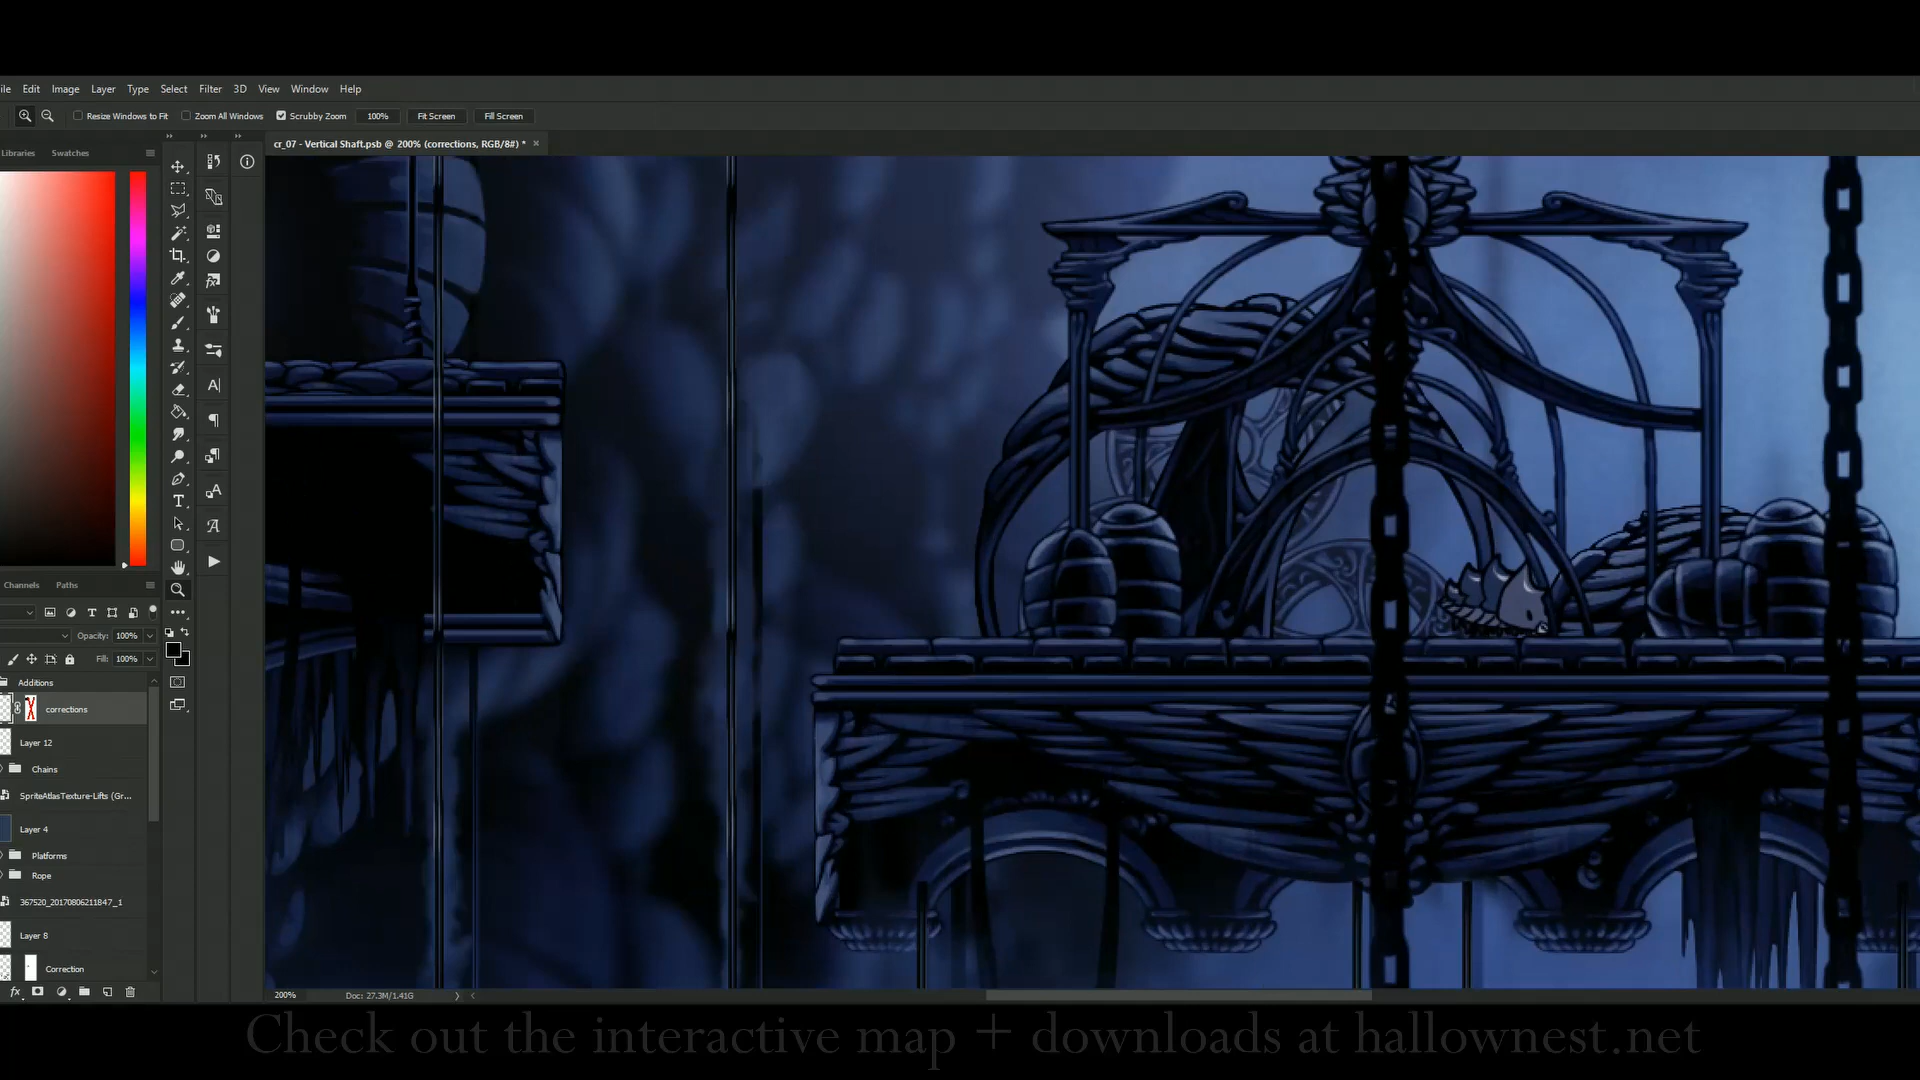 ile Edit Image Layer Type Select Filter 3D View Window Help
Resize Windows to Fit Zoom All Windows Scrubby Zoom 100% Fit Screen Fill Screen
cr_07 - Vertical Shaft.psb @ 200% (corrections, RGB/8#) *
Libraries Swatches
Channels Paths
Opacity: 100%
Fill: 100%
Additions
corrections
Layer 12
Chains
SpriteAtlasTexture-Lifts (Gr...
Layer 4
Platforms
Rope
367520_20170806211847_1
Layer 8
Correction
200% Doc: 27.3M/1.41G
Check out the interactive map + downloads at hallownest.net